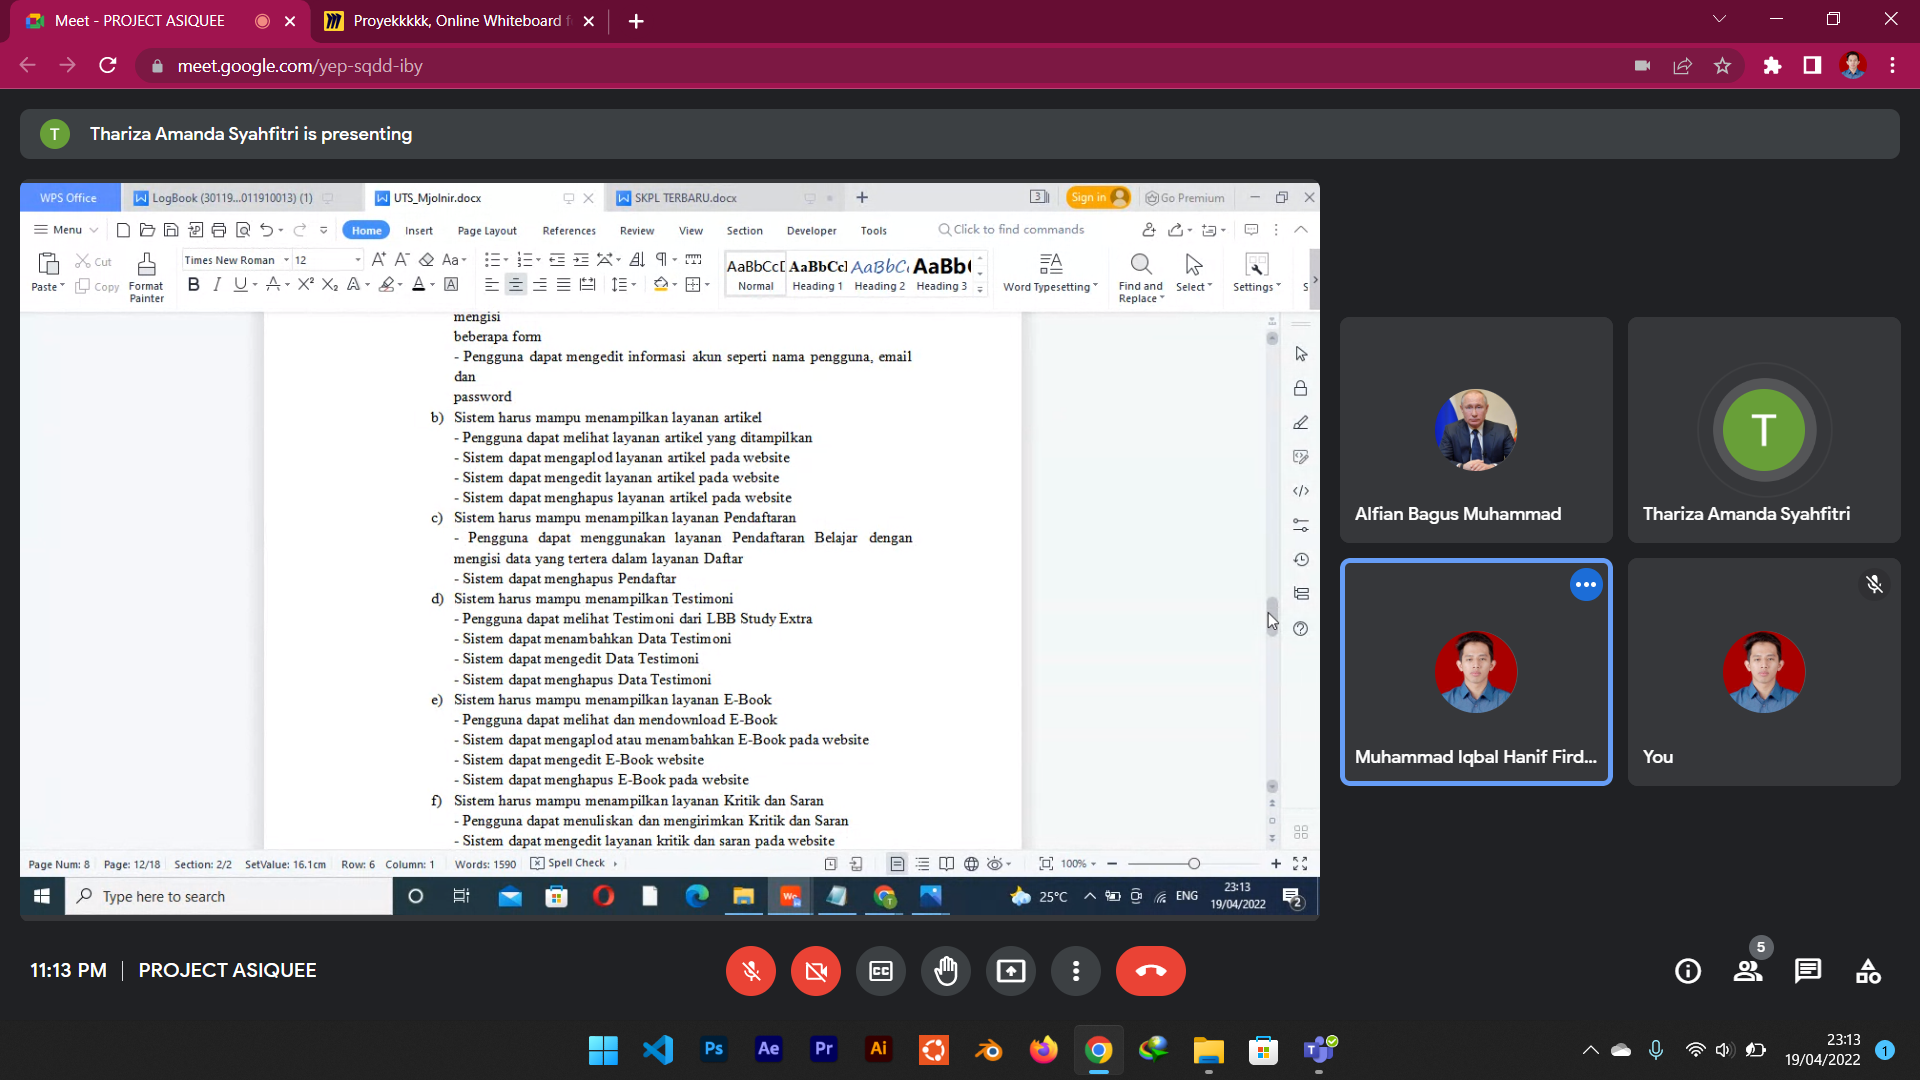 Meet - PROJECT ASIQUEE
Proyekkkkk, Online Whiteboard f
meet.google.com/yep-sqdd-iby
T
Thariza Amanda Syahfitri is presenting
WPS Office
LogBook (30119...011910013) (1)
UTS_Mjolnir.docx
SKPL TERBARU.docx
3
Sign in
Go Premium
Menu
Home
Insert
Page Layout
References
Review
View
Section
Developer
Tools
Click to find commands
Paste
Cut
Copy
Format Painter
Times New Roman
12
AaBbCcD
Normal
AaBbCcI
Heading 1
AaBbCc
Heading 2
AaBb(
Heading 3
Word Typesetting
Find and Replace
Select
Settings
S
mengisi
beberapa form
- Pengguna dapat mengedit informasi akun seperti nama pengguna, email
dan
password
b) Sistem harus mampu menampilkan layanan artikel
- Pengguna dapat melihat layanan artikel yang ditampilkan
- Sistem dapat mengaplod layanan artikel pada website
- Sistem dapat mengedit layanan artikel pada website
- Sistem dapat menghapus layanan artikel pada website
c) Sistem harus mampu menampilkan layanan Pendaftaran
- Pengguna dapat menggunakan layanan Pendaftaran Belajar dengan
mengisi data yang tertera dalam layanan Daftar
- Sistem dapat menghapus Pendaftar
d) Sistem harus mampu menampilkan Testimoni
- Pengguna dapat melihat Testimoni dari LBB Study Extra
- Sistem dapat menambahkan Data Testimoni
- Sistem dapat mengedit Data Testimoni
- Sistem dapat menghapus Data Testimoni
e) Sistem harus mampu menampilkan layanan E-Book
- Pengguna dapat melihat dan mendownload E-Book
- Sistem dapat mengaplod atau menambahkan E-Book pada website
- Sistem dapat mengedit E-Book website
- Sistem dapat menghapus E-Book pada website
f) Sistem harus mampu menampilkan layanan Kritik dan Saran
- Pengguna dapat menuliskan dan mengirimkan Kritik dan Saran
- Sistem dapat mengedit layanan kritik dan saran pada website
Page Num: 8 Page: 12/18 Section: 2/2 SetValue: 16.1cm Row: 6 Column: 1 Words: 1590 Spell Check
100%
Type here to search
25°C
ENG
23:13
19/04/2022
2
Alfian Bagus Muhammad
T
Thariza Amanda Syahfitri
Muhammad Iqbal Hanif Fird...
You
11:13 PM | PROJECT ASIQUEE
CC
5
Ps
Ae
Pr
Ai
23:13
19/04/2022
1